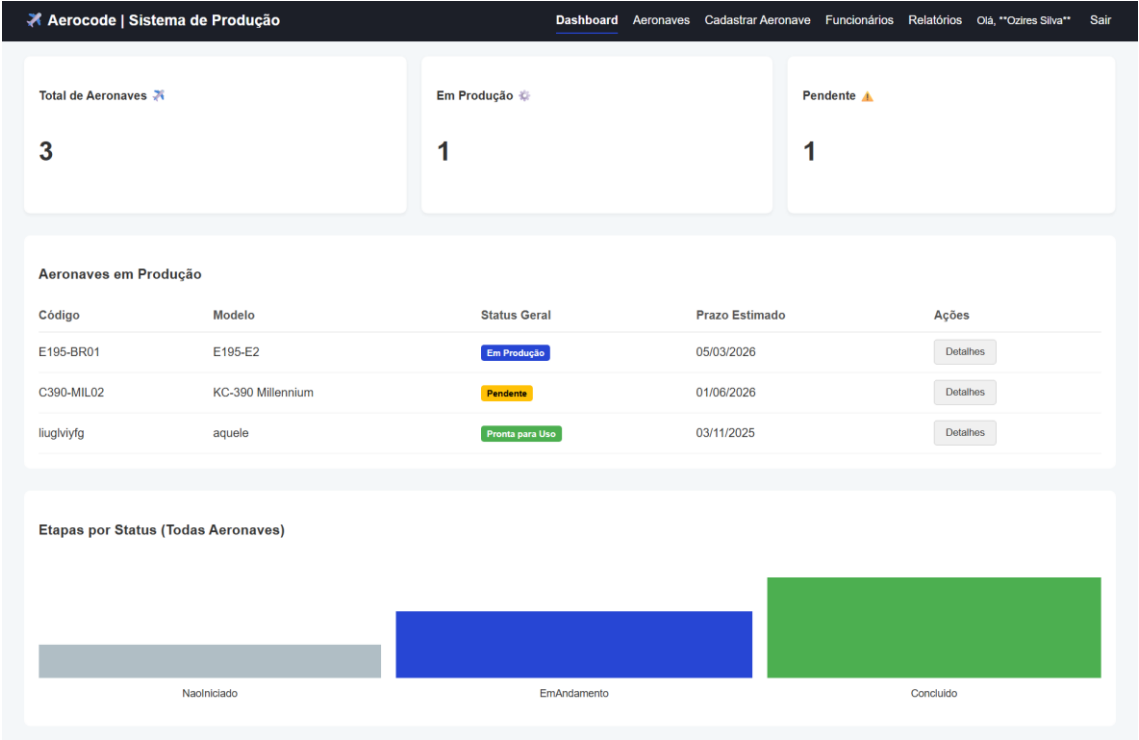 Aerocode | Sistema de Produção
Dashboard Aeronaves Cadastrar Aeronave Funcionários Relatórios Olá, **Ozires Silva** Sair
Total de Aeronaves
3
Em Produção
1
Pendente
1
Aeronaves em Produção
Código Modelo Status Geral Prazo Estimado Ações
E195-BR01 E195-E2 Em Produção 05/03/2026 Detalhes
C390-MIL02 KC-390 Millennium Pendente 01/06/2026 Detalhes
liuglviyfg aquele Pronta para Uso 03/11/2025 Detalhes
Etapas por Status (Todas Aeronaves)
NaoIniciado EmAndamento Concluido